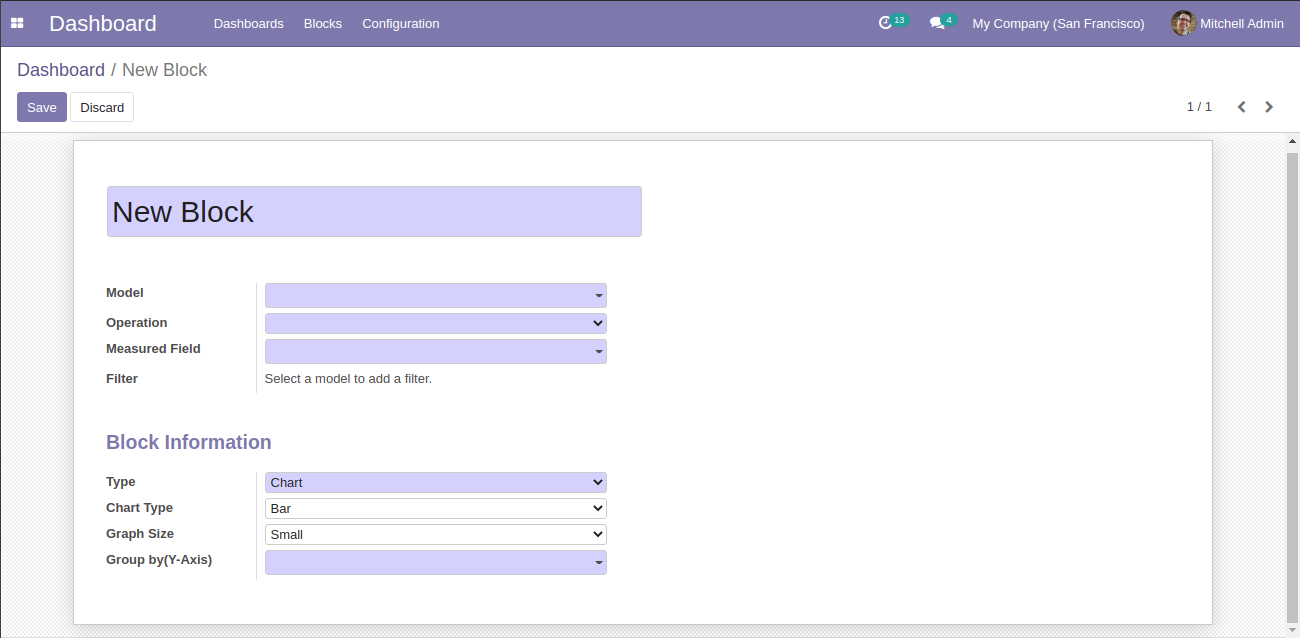 Dashboard Dashboards Blocks Configuration 13 4 My Company (San Francisco) Mitchell Admin
Dashboard / New Block
Save Discard 1 / 1
New Block
Model
Operation
Measured Field
Filter Select a model to add a filter.
Block Information
Type Chart
Chart Type Bar
Graph Size Small
Group by(Y-Axis)